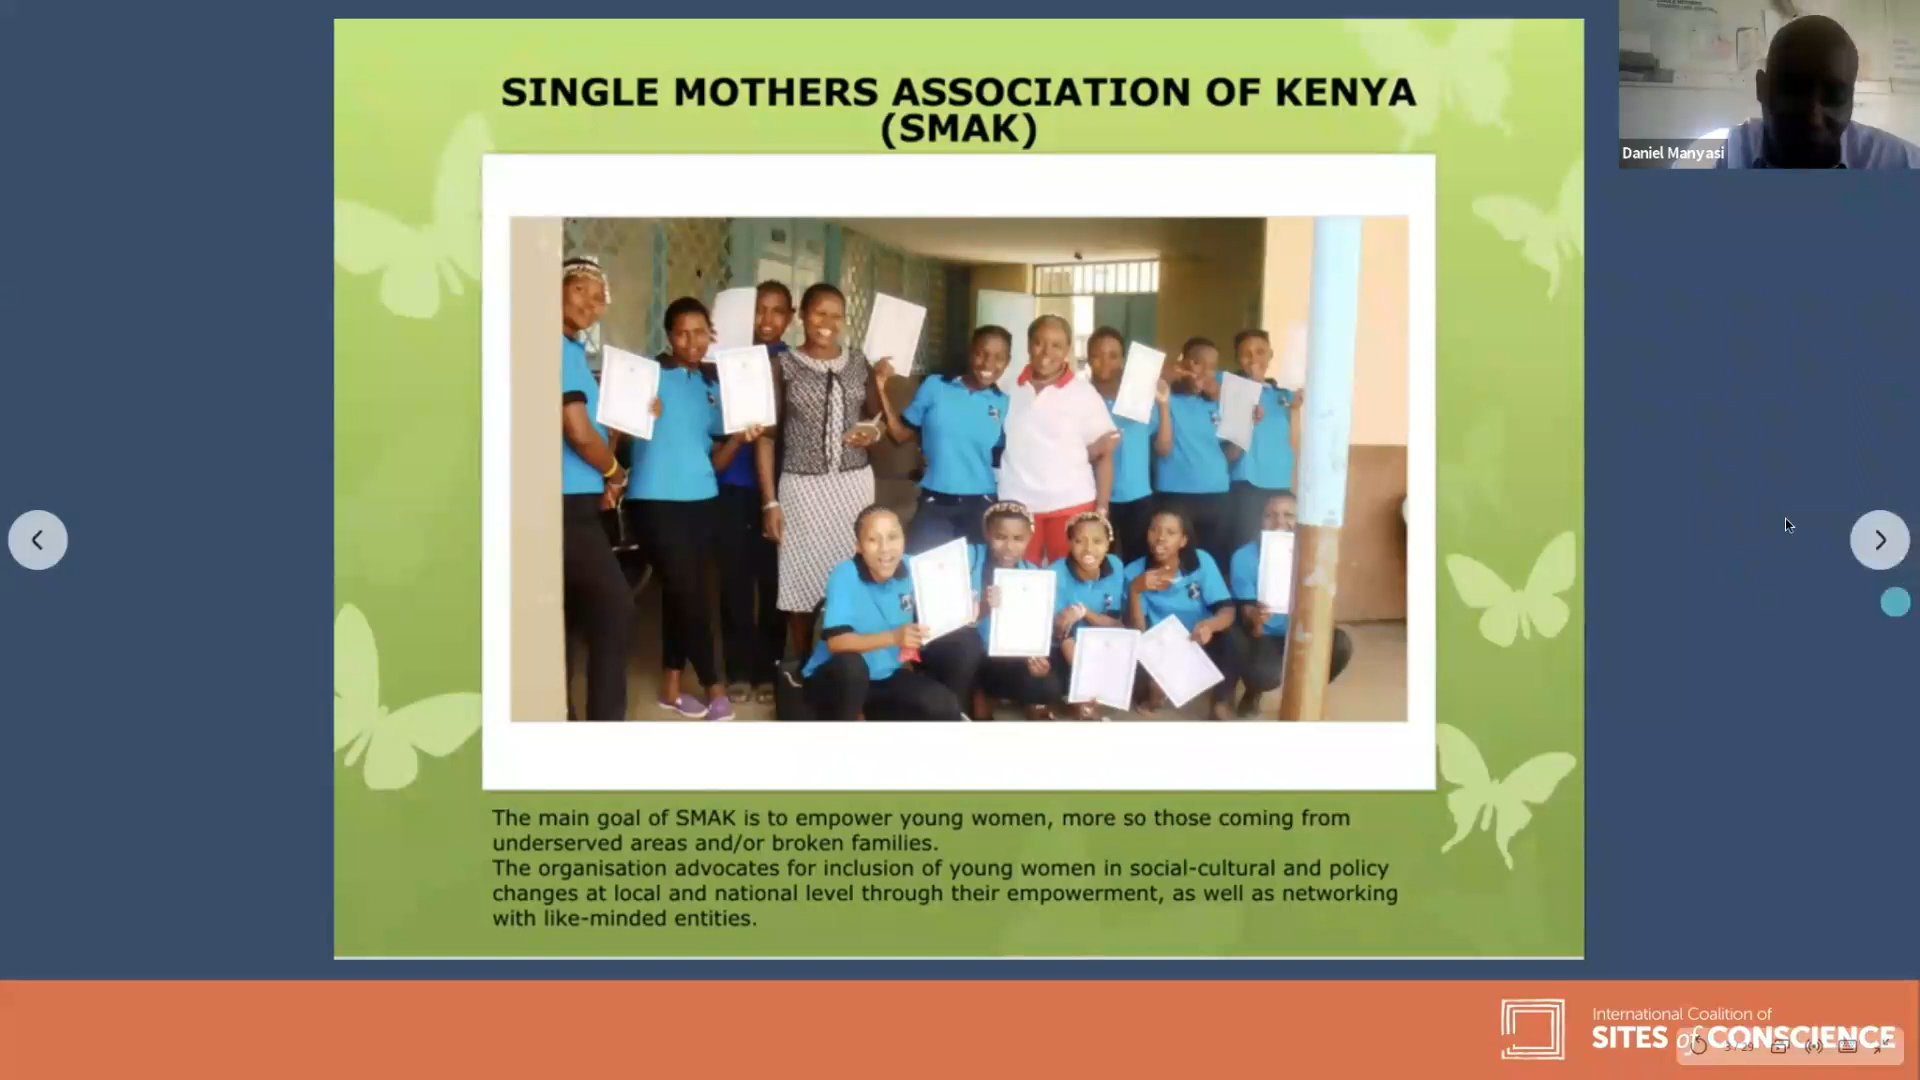 SINGLE MOTHERS ASSOCIATION OF KENYA
(SMAK)
Daniel Manyasi
The main goal of SMAK is to empower young women, more so those coming from
underserved areas and/or broken families.
The organisation advocates for inclusion of young women in social-cultural and policy
changes at local and national level through their empowerment, as well as networking
with like-minded entities.
International Coalition of
SITES of CONSCIENCE
3 / 29